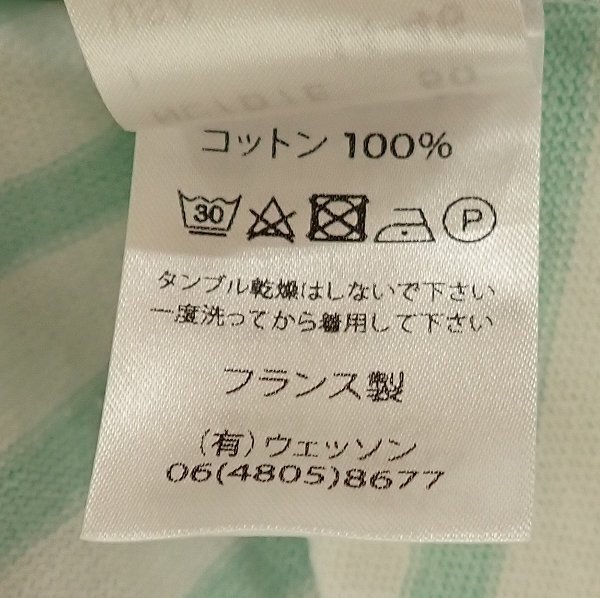 コットン 100%
30 P
タンブル乾燥はしないで下さい
一度洗ってから着用して下さい
フランス製
(有)ウェッソン
06(4805)8677